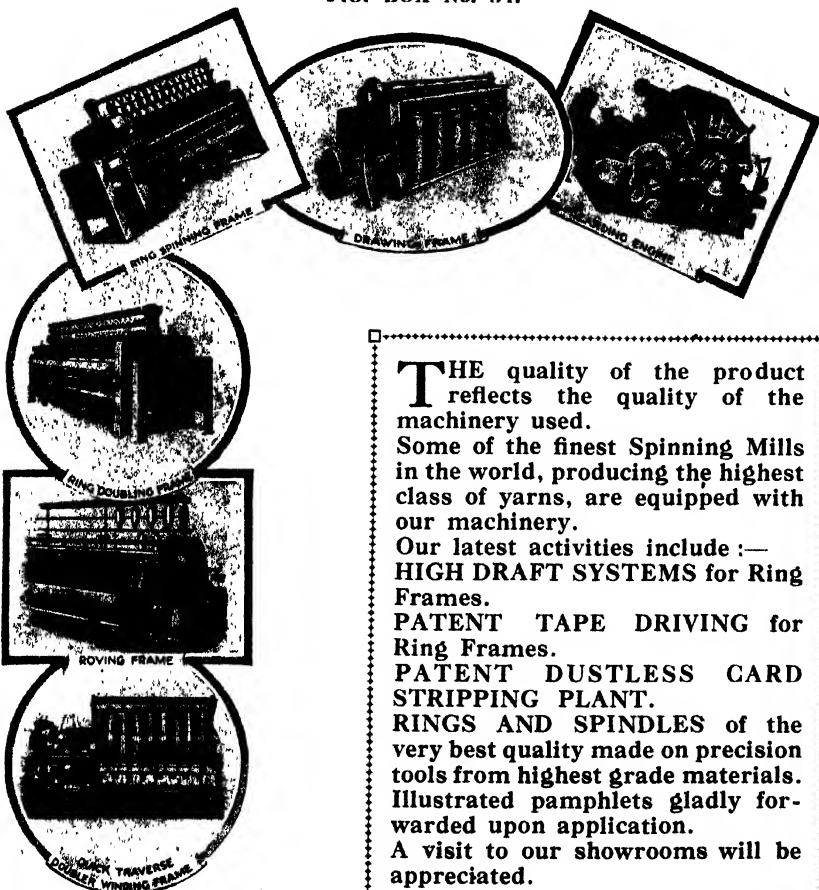 P.O. BOX No. 51.
RING SPINNING FRAME
DRAWING FRAME
CARDING ENGINE
RING DOUBLING FRAME
ROVING FRAME
QUICK TRAVERSE
DOUBLER WINDING FRAME
THE quality of the product
reflects the quality of the
machinery used.
Some of the finest Spinning Mills
in the world, producing the highest
class of yarns, are equipped with
our machinery.
Our latest activities include :—
HIGH DRAFT SYSTEMS for Ring
Frames.
PATENT TAPE DRIVING for
Ring Frames.
PATENT DUSTLESS CARD
STRIPPING PLANT.
RINGS AND SPINDLES of the
very best quality made on precision
tools from highest grade materials.
Illustrated pamphlets gladly for-
warded upon application.
A visit to our showrooms will be
appreciated.